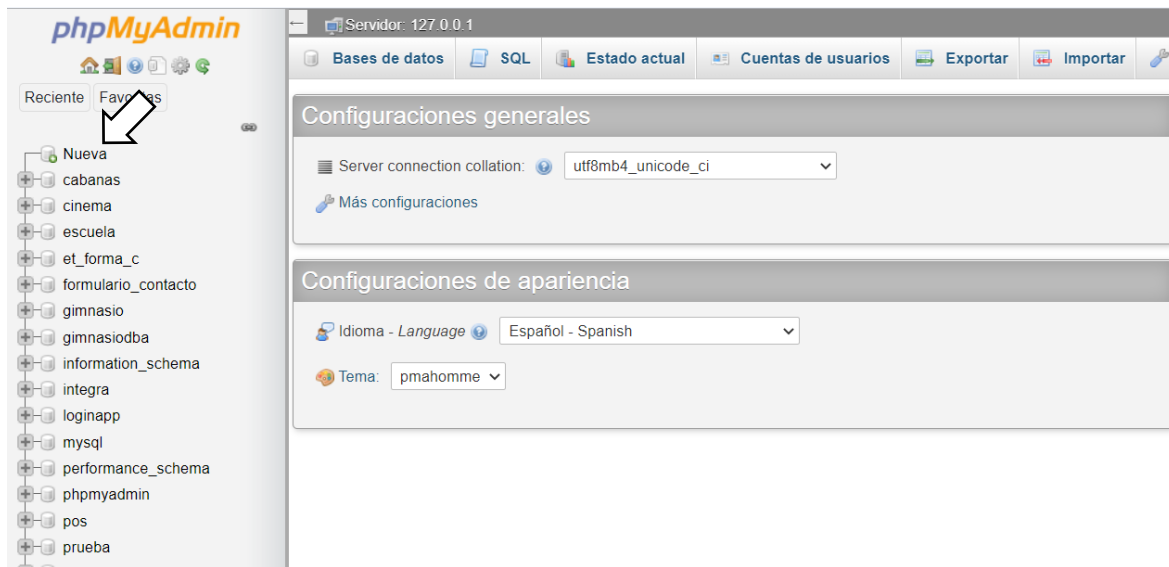 phpMyAdmin
Reciente Favoritas
Nueva
cabanas
cinema
escuela
et_forma_c
formulario_contacto
gimnasio
gimnasiodba
information_schema
integra
loginapp
mysql
performance_schema
phpmyadmin
pos
prueba
Servidor: 127.0.0.1
Bases de datos SQL Estado actual Cuentas de usuarios Exportar Importar
Configuraciones generales
Server connection collation: utf8mb4_unicode_ci
Más configuraciones
Configuraciones de apariencia
Idioma - Language Español - Spanish
Tema: pmahomme